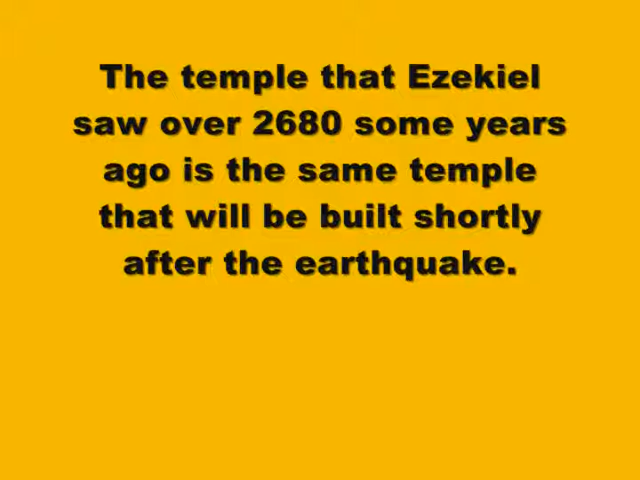 The temple that Ezekiel
saw over 2680 some years
ago is the same temple
that will be built shortly
after the earthquake.